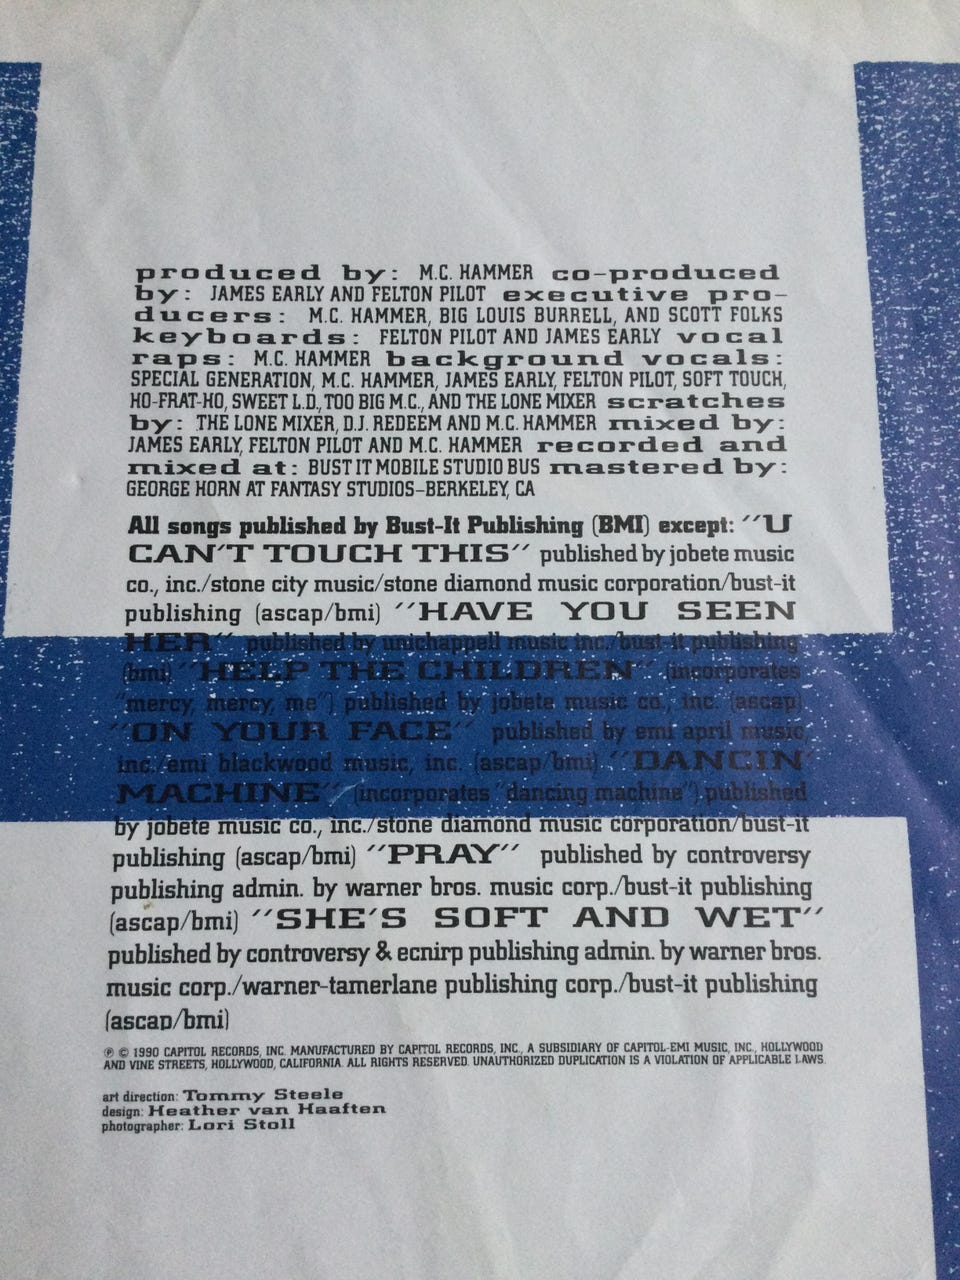 produced by: M.C. HAMMER co-produced
by: JAMES EARLY AND FELTON PILOT executive pro-
ducers: M.C. HAMMER, BIG LOUIS BURRELL, AND SCOTT FOLKS
keyboards: FELTON PILOT AND JAMES EARLY vocal
raps: M.C. HAMMER background vocals:
SPECIAL GENERATION, M.C. HAMMER, JAMES EARLY, FELTON PILOT, SOFT TOUCH,
HO-FRAT-HO, SWEET L.D., TOO BIG M.C., AND THE LONE MIXER scratches
by: THE LONE MIXER, D.J. REDEEM AND M.C. HAMMER mixed by:
JAMES EARLY, FELTON PILOT AND M.C. HAMMER recorded and
mixed at: BUST IT MOBILE STUDIO BUS mastered by:
GEORGE HORN AT FANTASY STUDIOS-BERKELEY, CA
All songs published by Bust-It Publishing (BMI) except: "U
CAN'T TOUCH THIS" published by jobete music
co., inc./stone city music/stone diamond music corporation/bust-it
publishing (ascap/bmi) "HAVE YOU SEEN
HER" published by unichappell music inc./bust-it publishing
(bmi) "HELP THE CHILDREN" (incorporates
"mercy, mercy, me") published by jobete music co., inc. (ascap)
"ON YOUR FACE" published by emi april music
inc./emi blackwood music, inc. (ascap/bmi) "DANCIN'
MACHINE" (incorporates "dancing machine") published
by jobete music co., inc./stone diamond music corporation/bust-it
publishing (ascap/bmi) "PRAY" published by controversy
publishing admin. by warner bros. music corp./bust-it publishing
(ascap/bmi) "SHE'S SOFT AND WET"
published by controversy & ecnirp publishing admin. by warner bros.
music corp./warner-tamerlane publishing corp./bust-it publishing
(ascap/bmi)
℗ © 1990 CAPITOL RECORDS, INC. MANUFACTURED BY CAPITOL RECORDS, INC., A SUBSIDIARY OF CAPITOL-EMI MUSIC, INC., HOLLYWOOD
AND VINE STREETS, HOLLYWOOD, CALIFORNIA. ALL RIGHTS RESERVED. UNAUTHORIZED DUPLICATION IS A VIOLATION OF APPLICABLE LAWS.
art direction: Tommy Steele
design: Heather van Haaften
photographer: Lori Stoll